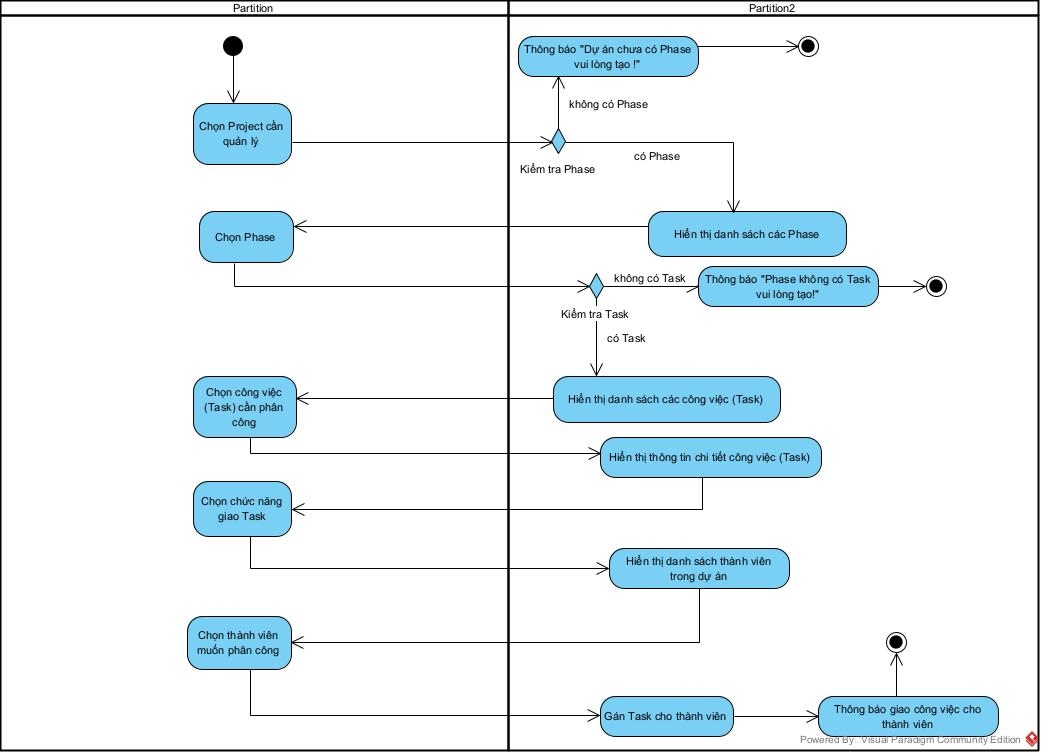 Partition
Partition2
Thông báo "Dự án chưa có Phase
vui lòng tạo !"
không có Phase
Chọn Project cần
quản lý
có Phase
Kiểm tra Phase
Chọn Phase
Hiển thị danh sách các Phase
không có Task
Thông báo "Phase không có Task
vui lòng tạo!"
Kiểm tra Task
có Task
Chọn công việc
(Task) cần phân
công
Hiển thị danh sách các công việc (Task)
Hiển thị thông tin chi tiết công việc (Task)
Chọn chức năng
giao Task
Hiển thị danh sách thành viên
trong dự án
Chọn thành viên
muốn phân công
Gán Task cho thành viên
Thông báo giao công việc cho
thành viên
Powered By Visual Paradigm Community Edition